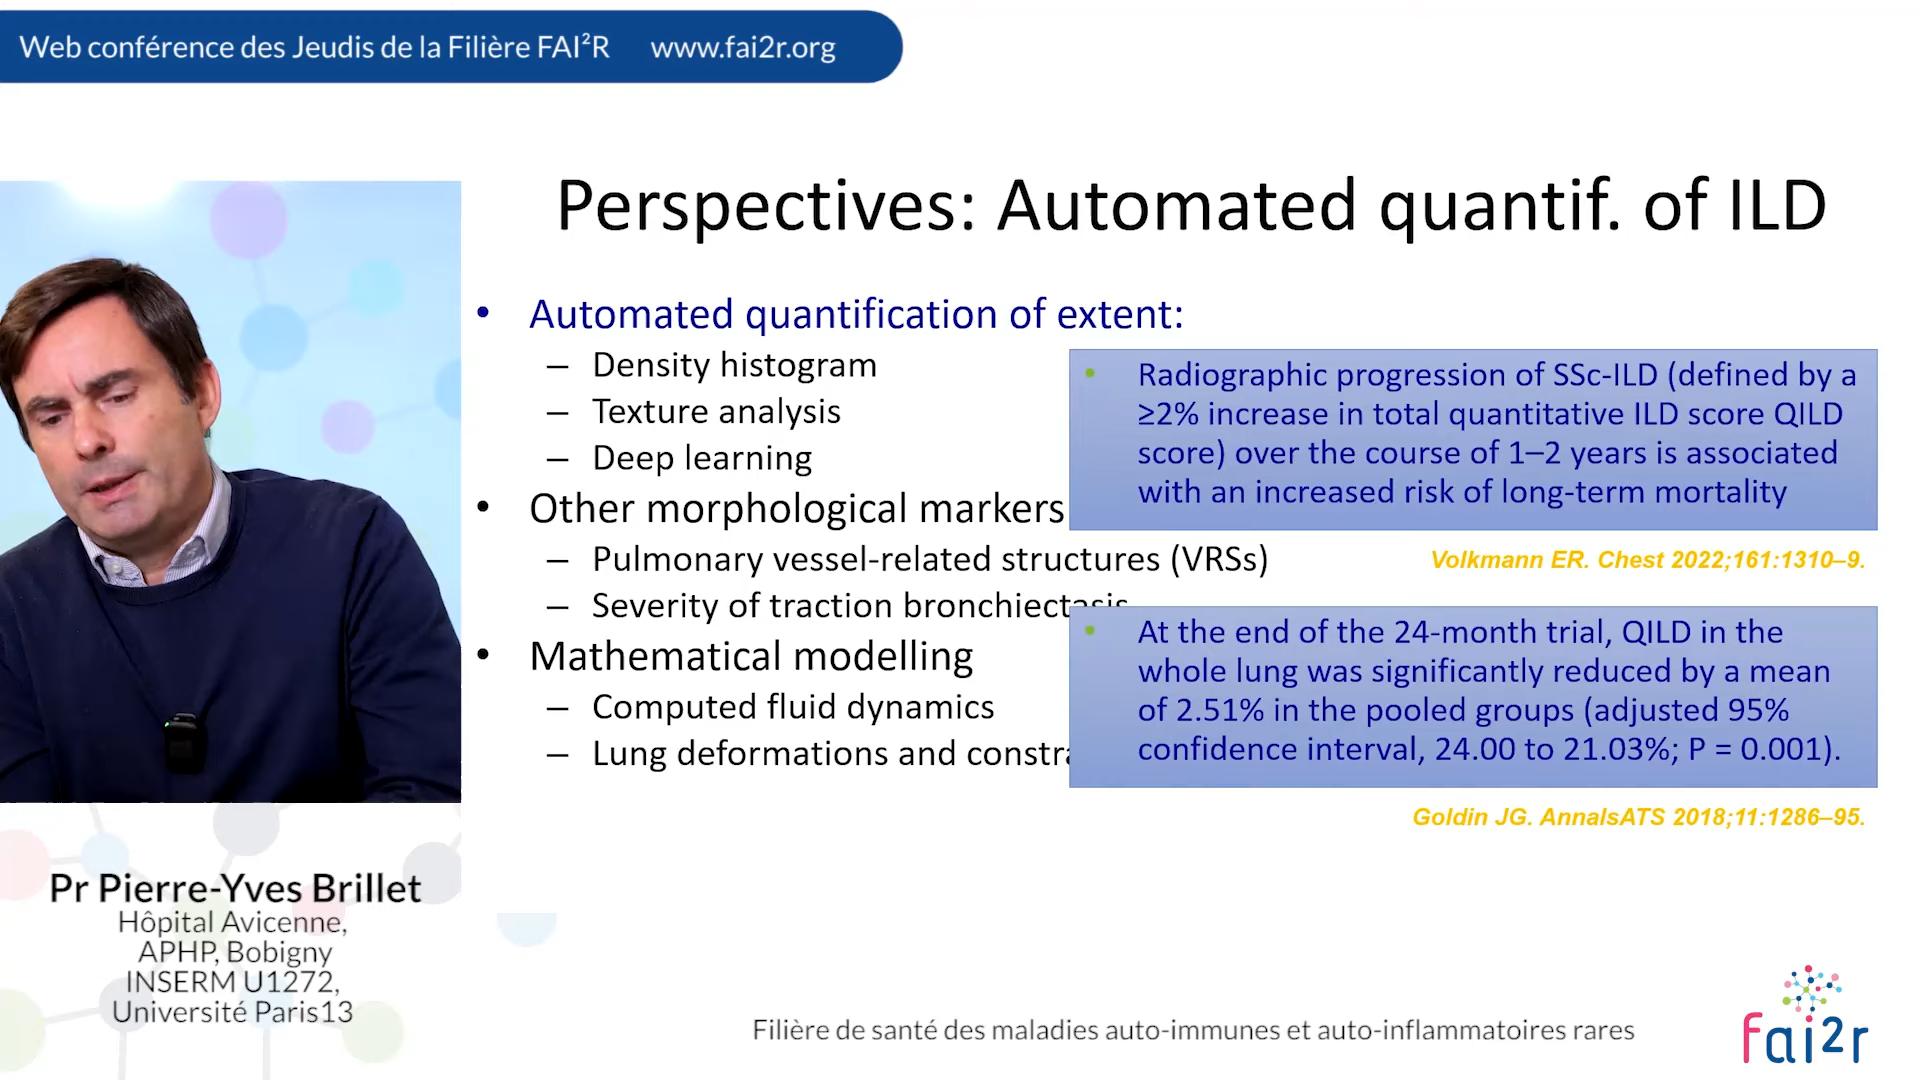 Web conférence des Jeudis de la Filière FAI²R www.fai2r.org
Perspectives: Automated quantif. of ILD
• Automated quantification of extent:
– Density histogram
– Texture analysis
– Deep learning
• Other morphological markers
– Pulmonary vessel-related structures (VRSs)
– Severity of traction bronchiectasis
• Mathematical modelling
– Computed fluid dynamics
– Lung deformations and
• Radiographic progression of SSc-ILD (defined by a
≥2% increase in total quantitative ILD score QILD
score) over the course of 1–2 years is associated
with an increased risk of long-term mortality
Volkmann ER. Chest 2022;161:1310–9.
• At the end of the 24-month trial, QILD in the
whole lung was significantly reduced by a mean
of 2.51% in the pooled groups (adjusted 95%
confidence interval, 24.00 to 21.03%; P = 0.001).
Goldin JG. AnnalsATS 2018;11:1286–95.
Pr Pierre-Yves Brillet
Hôpital Avicenne,
APHP, Bobigny
INSERM U1272,
Université Paris13
Filière de santé des maladies auto-immunes et auto-inflammatoires rares
fai2r